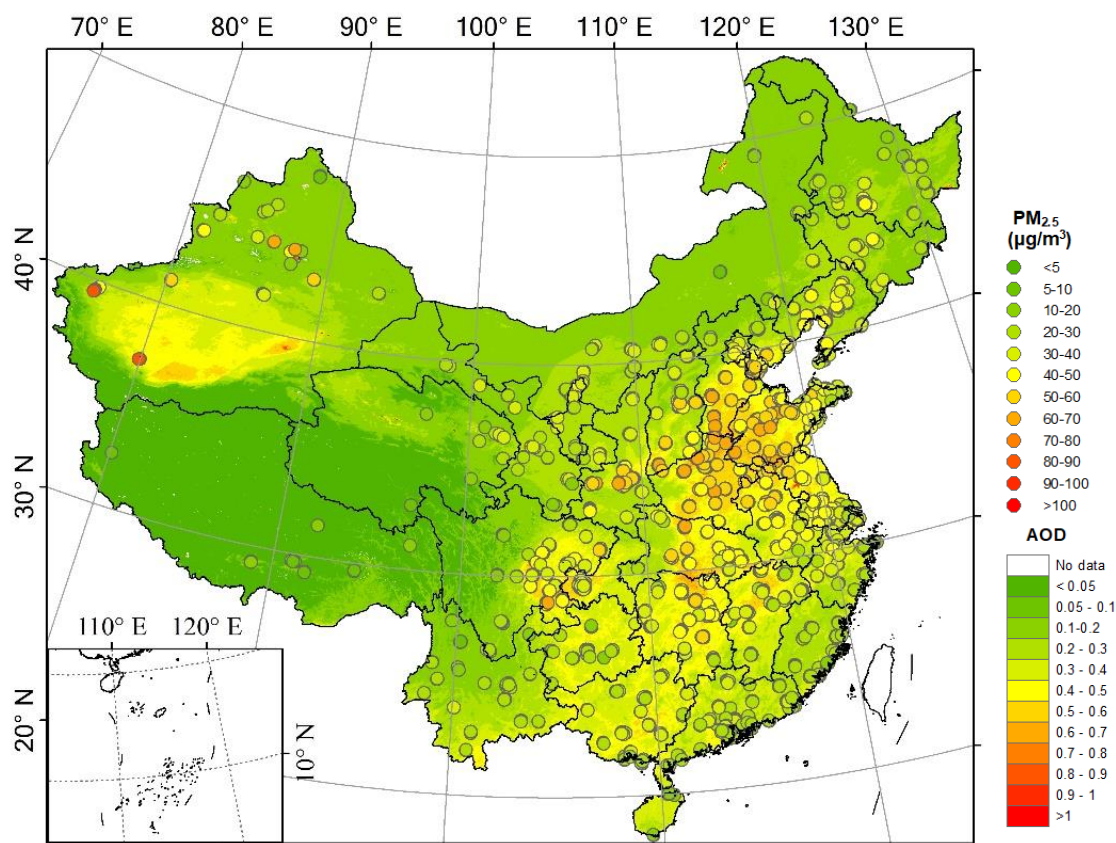 70° E 80° E 90° E 100° E 110° E 120° E 130° E
40° N
30° N
20° N
110° E 120° E
10° N
PM2.5
(µg/m³)
<5
5-10
10-20
20-30
30-40
40-50
50-60
60-70
70-80
80-90
90-100
>100
AOD
No data
< 0.05
0.05 - 0.1
0.1-0.2
0.2 - 0.3
0.3 - 0.4
0.4 - 0.5
0.5 - 0.6
0.6 - 0.7
0.7 - 0.8
0.8 - 0.9
0.9 - 1
>1